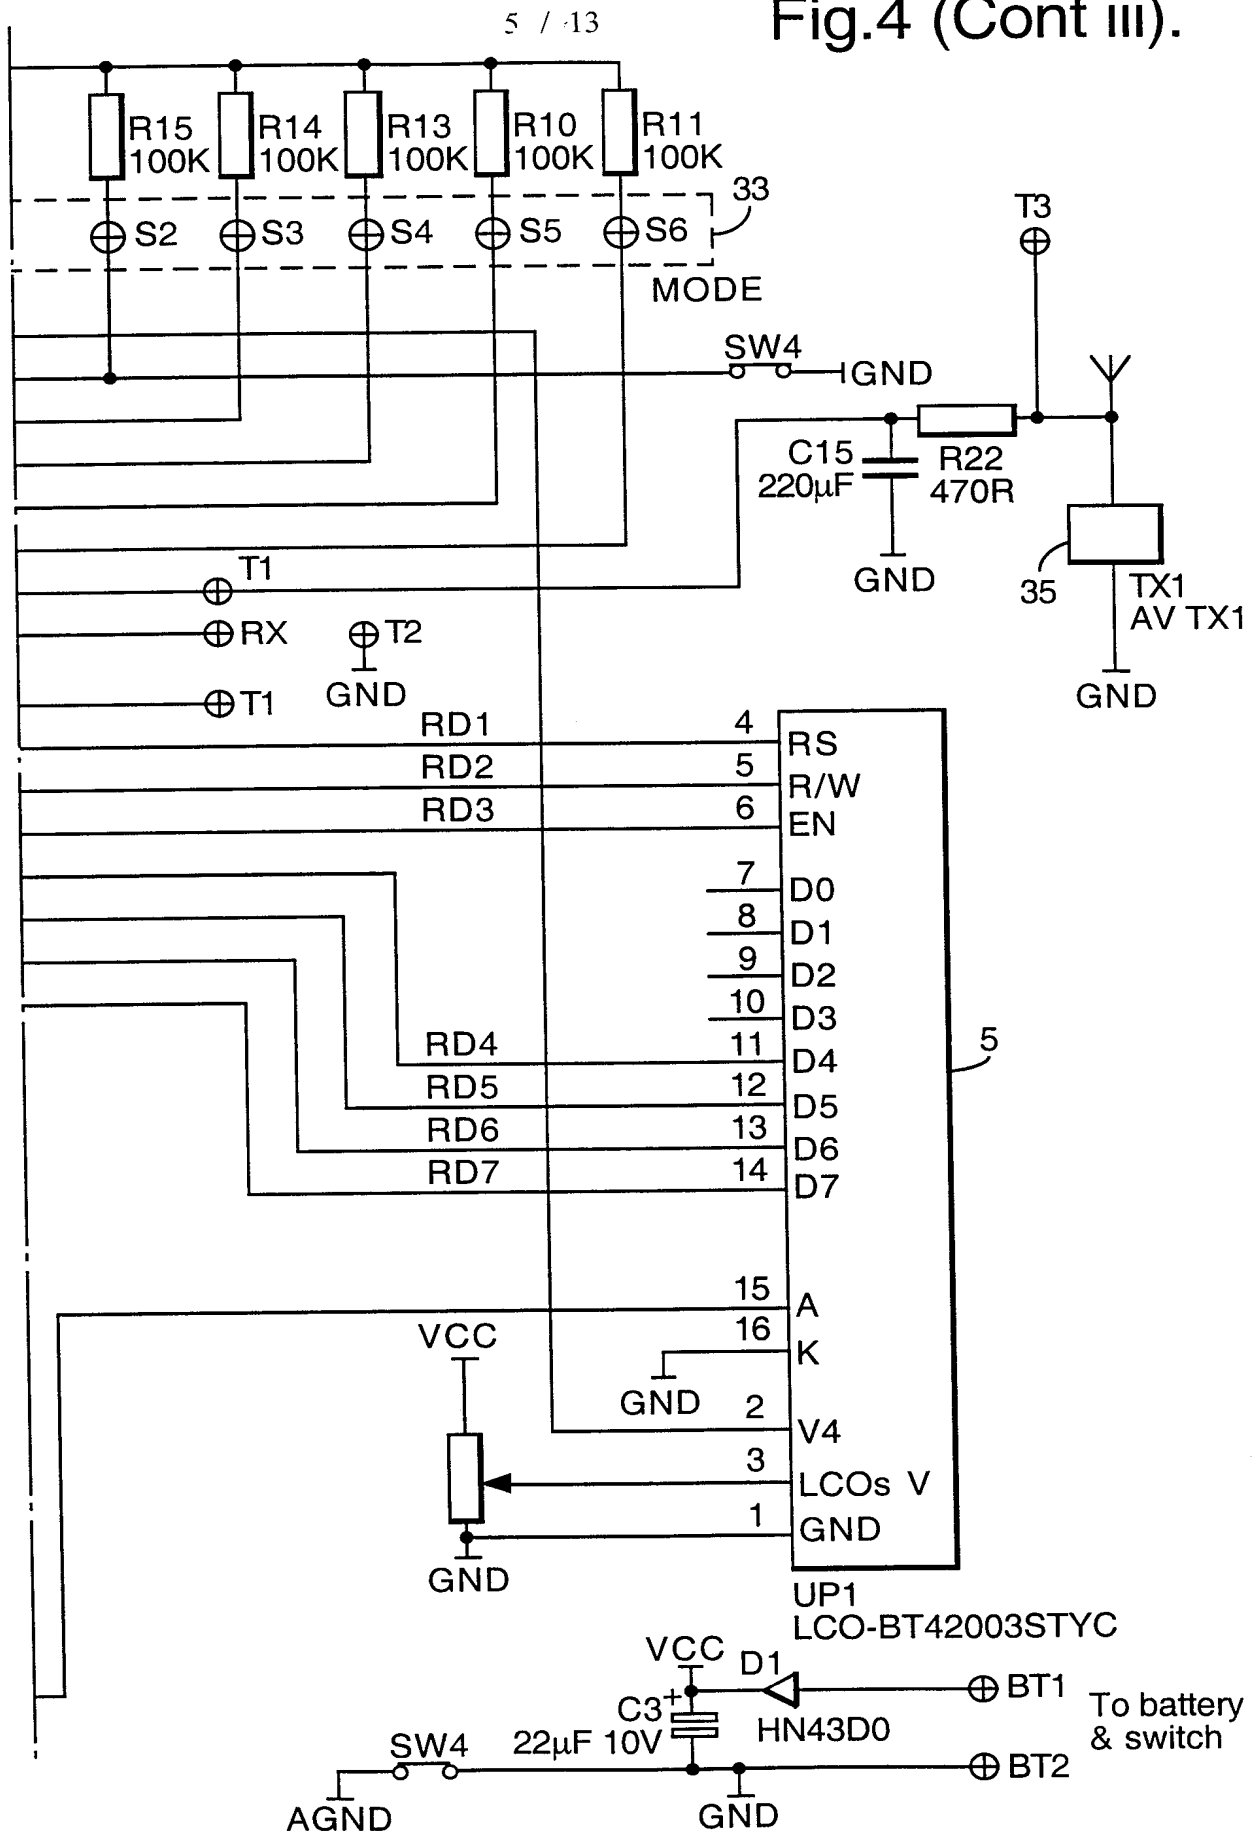 5 / 13
Fig.4 (Cont iii).
R15
100K
R14
100K
R13
100K
R10
100K
R11
100K
33
S2
S3
S4
S5
S6
MODE
T3
SW4
GND
C15
220µF
R22
470R
GND
35
TX1
AV TX1
GND
T1
RX
T2
GND
T1
RD1
4
RS
RD2
5
R/W
RD3
6
EN
7
D0
8
D1
9
D2
10
D3
RD4
11
D4
5
RD5
12
D5
RD6
13
D6
RD7
14
D7
15
A
VCC
16
K
GND
2
V4
3
LCOs V
1
GND
GND
UP1
LCO-BT42003STYC
VCC
D1
BT1
To battery
& switch
C3
+
22µF 10V
HN43D0
SW4
BT2
AGND
GND